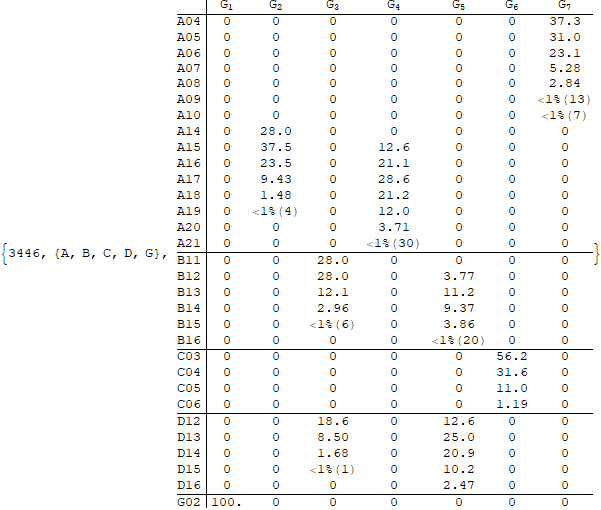 G1 G2 G3 G4 G5 G6 G7
A04 0 0 0 0 0 0 37.3
A05 0 0 0 0 0 0 31.0
A06 0 0 0 0 0 0 23.1
A07 0 0 0 0 0 0 5.28
A08 0 0 0 0 0 0 2.84
A09 0 0 0 0 0 0 <1%(13)
A10 0 0 0 0 0 0 <1%(7)
A14 0 28.0 0 0 0 0 0
A15 0 37.5 0 12.6 0 0 0
A16 0 23.5 0 21.1 0 0 0
A17 0 9.43 0 28.6 0 0 0
A18 0 1.48 0 21.2 0 0 0
A19 0 <1%(4) 0 12.0 0 0 0
A20 0 0 0 3.71 0 0 0
A21 0 0 0 <1%(30) 0 0 0
{3446, {A, B, C, D, G}, }
B11 0 0 28.0 0 0 0 0
B12 0 0 28.0 0 3.77 0 0
B13 0 0 12.1 0 11.2 0 0
B14 0 0 2.96 0 9.37 0 0
B15 0 0 <1%(6) 0 3.86 0 0
B16 0 0 0 0 <1%(20) 0 0
C03 0 0 0 0 0 56.2 0
C04 0 0 0 0 0 31.6 0
C05 0 0 0 0 0 11.0 0
C06 0 0 0 0 0 1.19 0
D12 0 0 18.6 0 12.6 0 0
D13 0 0 8.50 0 25.0 0 0
D14 0 0 1.68 0 20.9 0 0
D15 0 0 <1%(1) 0 10.2 0 0
D16 0 0 0 0 2.47 0 0
G02 100. 0 0 0 0 0 0